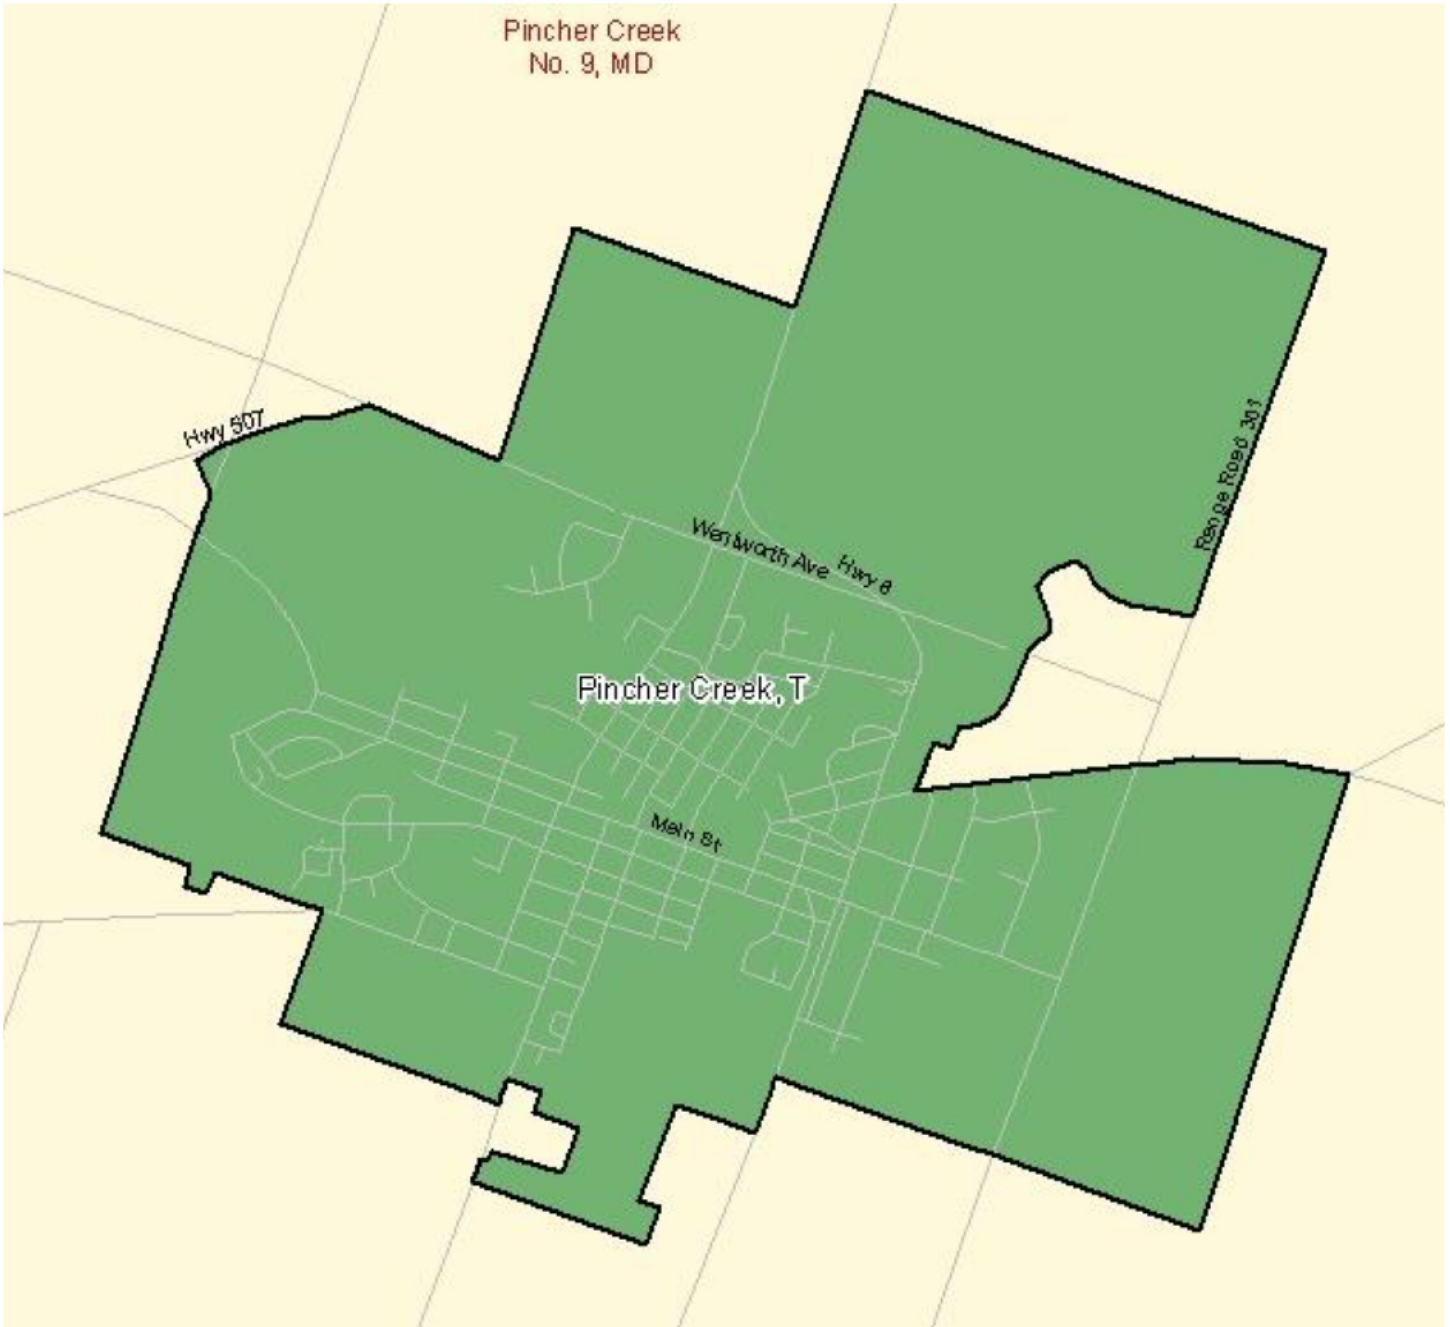 Pincher Creek
No. 9, MD
Hwy 507
Range Road 301
Wentworth Ave
Hwy 6
Pincher Creek, T
Main St